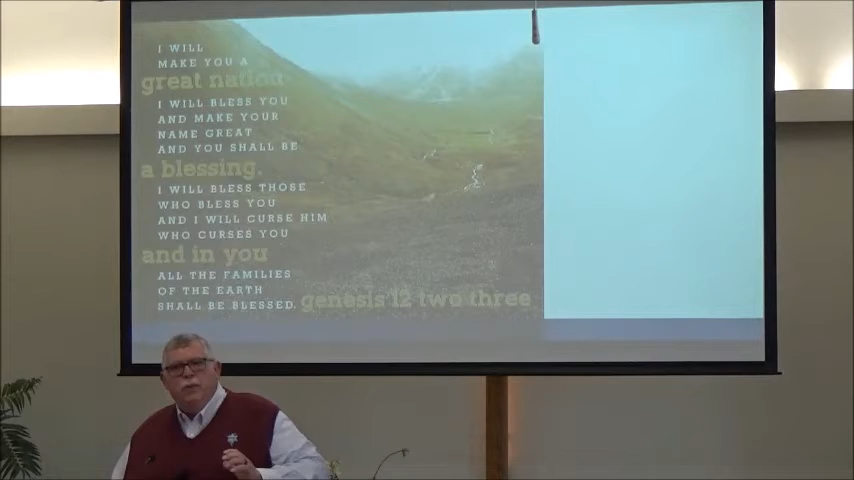 I WILL
MAKE YOU A
great nation
I WILL BLESS YOU
AND MAKE YOUR
NAME GREAT
AND YOU SHALL BE
a blessing.
I WILL BLESS THOSE
WHO BLESS YOU
AND I WILL CURSE HIM
WHO CURSES YOU
and in you
ALL THE FAMILIES
OF THE EARTH
SHALL BE BLESSED.
genesis 12 two three